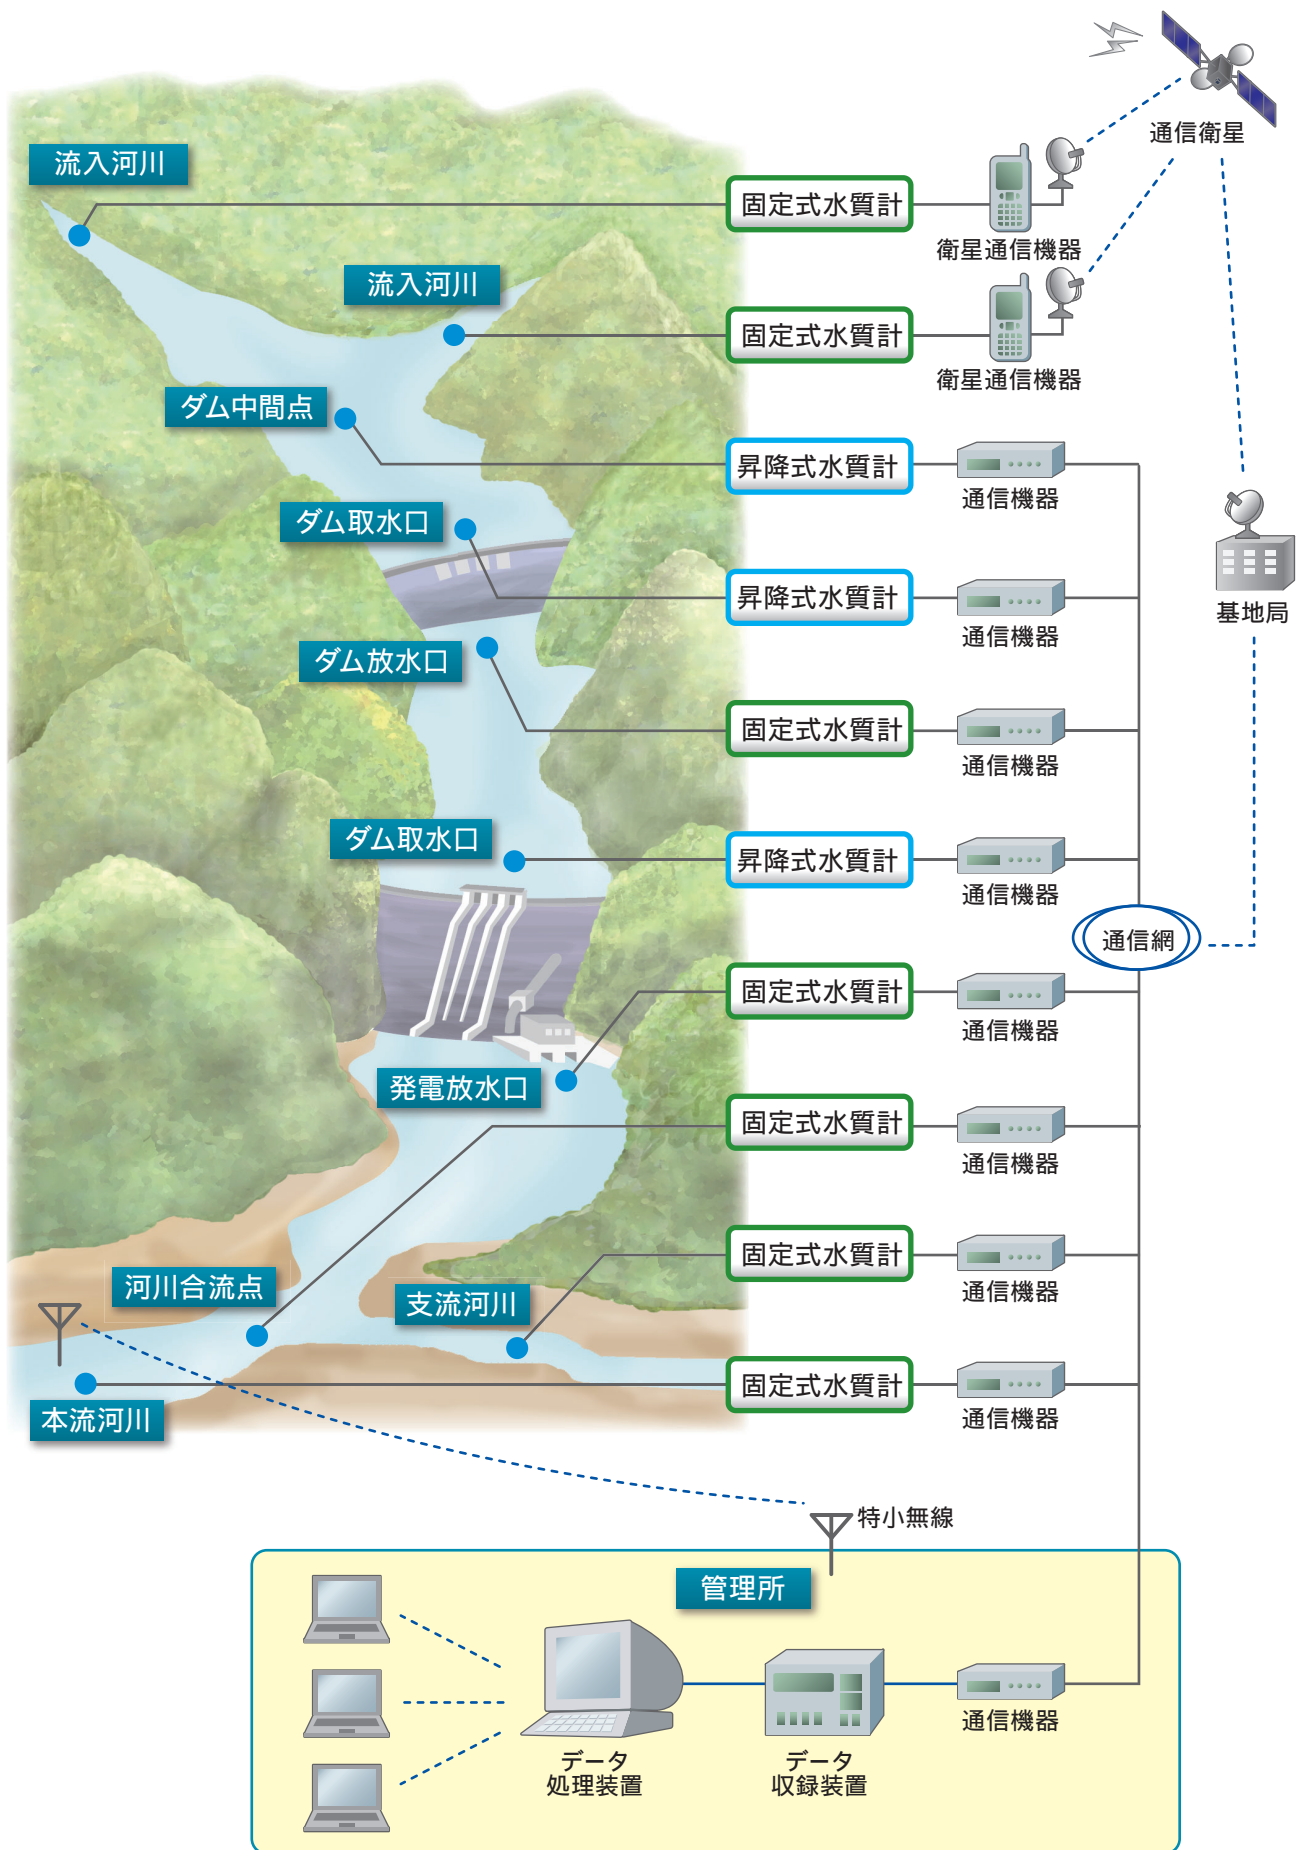 通信衛星
流入河川
固定式水質計
衛星通信機器
流入河川
固定式水質計
衛星通信機器
ダム中間点
昇降式水質計
通信機器
ダム取水口
昇降式水質計
通信機器
基地局
ダム放水口
固定式水質計
通信機器
ダム取水口
昇降式水質計
通信機器
通信網
固定式水質計
通信機器
発電放水口
固定式水質計
通信機器
固定式水質計
通信機器
河川合流点
支流河川
固定式水質計
通信機器
本流河川
特小無線
管理所
通信機器
データ
処理装置
データ
収録装置